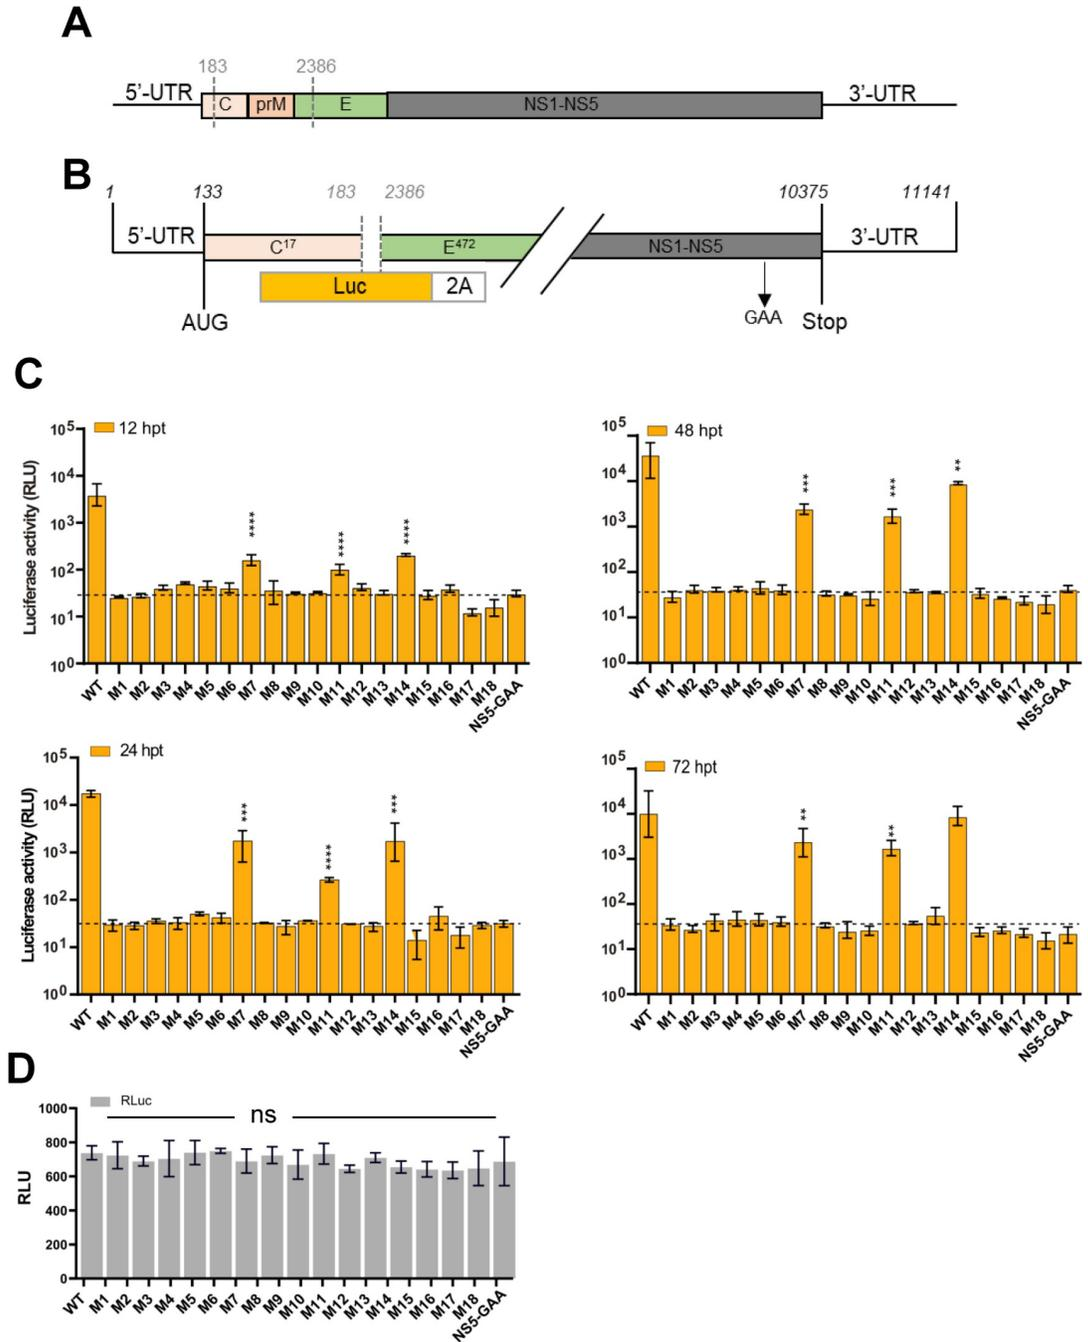 A
183 2386
5'-UTR C prM E NS1-NS5 3'-UTR
B
1 133 183 2386 10375 11141
5'-UTR C17 E472 NS1-NS5 3'-UTR
Luc 2A
AUG GAA Stop
C
12 hpt
Luciferase activity (RLU)
10^5
10^4
10^3
10^2
10^1
10^0
**** **** ****
WT M1 M2 M3 M4 M5 M6 M7 M8 M9 M10 M11 M12 M13 M14 M15 M16 M17 M18 NS5-GAA
48 hpt
10^5
10^4
10^3
10^2
10^1
10^0
*** *** **
WT M1 M2 M3 M4 M5 M6 M7 M8 M9 M10 M11 M12 M13 M14 M15 M16 M17 M18 NS5-GAA
24 hpt
Luciferase activity (RLU)
10^5
10^4
10^3
10^2
10^1
10^0
*** **** ***
WT M1 M2 M3 M4 M5 M6 M7 M8 M9 M10 M11 M12 M13 M14 M15 M16 M17 M18 NS5-GAA
72 hpt
10^5
10^4
10^3
10^2
10^1
10^0
** **
WT M1 M2 M3 M4 M5 M6 M7 M8 M9 M10 M11 M12 M13 M14 M15 M16 M17 M18 NS5-GAA
D
RLuc
ns
RLU
1000
800
600
400
200
0
WT M1 M2 M3 M4 M5 M6 M7 M8 M9 M10 M11 M12 M13 M14 M15 M16 M17 M18 NS5-GAA